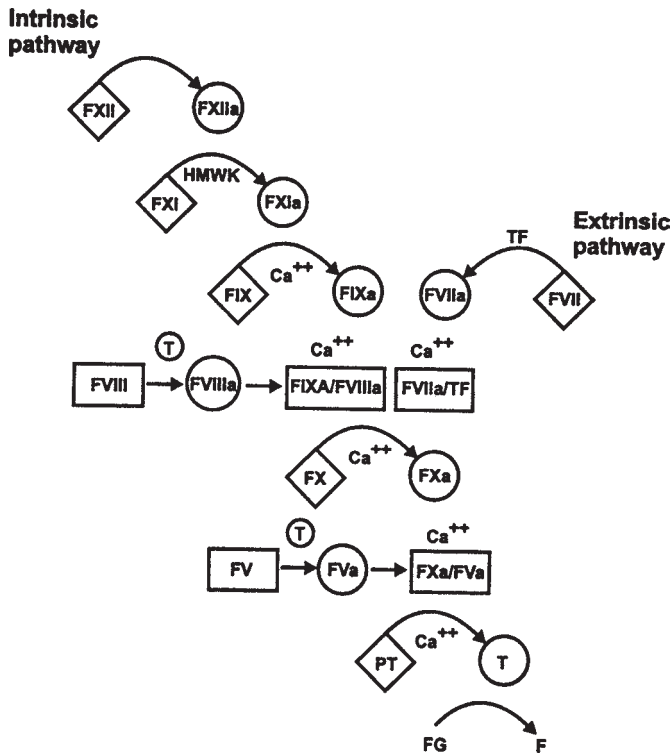 Intrinsic
pathway
FXII
FXIIa
HMWK
FXI
FXIa
Extrinsic
pathway
TF
Ca++
FIX
FIXa
FVIIa
FVII
T
Ca++
Ca++
FVIII
FVIIIa
FIXA/FVIIIa
FVIIa/TF
Ca++
FX
FXa
T
Ca++
FV
FVa
FXa/FVa
Ca++
PT
T
FG
F